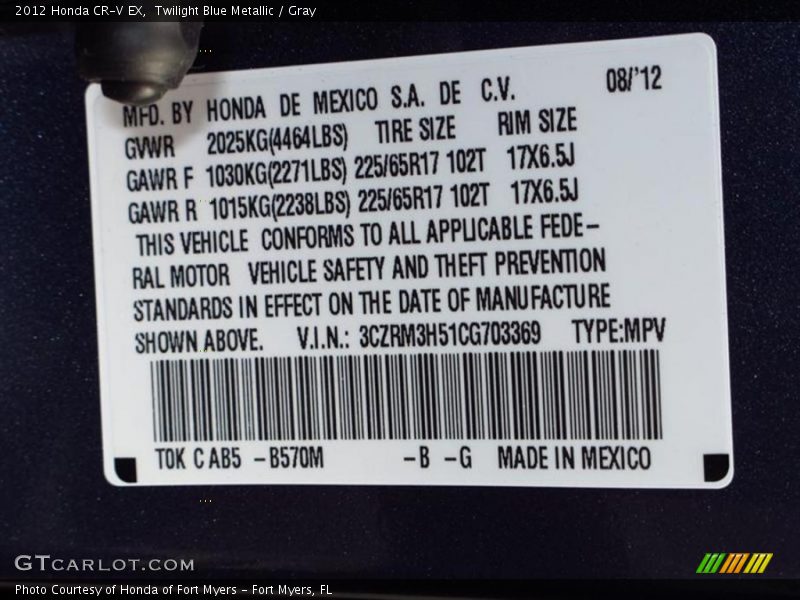 2012 Honda CR-V EX,  Twilight Blue Metallic / Gray
MFD. BY HONDA DE MEXICO S.A. DE C.V. 08/'12
GVWR 2025KG(4464LBS) TIRE SIZE RIM SIZE
GAWR F 1030KG(2271LBS) 225/65R17 102T 17X6.5J
GAWR R 1015KG(2238LBS) 225/65R17 102T 17X6.5J
THIS VEHICLE CONFORMS TO ALL APPLICABLE FEDE-
RAL MOTOR VEHICLE SAFETY AND THEFT PREVENTION
STANDARDS IN EFFECT ON THE DATE OF MANUFACTURE
SHOWN ABOVE. V.I.N.: 3CZRM3H51CG703369 TYPE:MPV
TOK C AB5 -B570M -B -G MADE IN MEXICO
GTCARLOT.COM
Photo Courtesy of Honda of Fort Myers - Fort Myers, FL